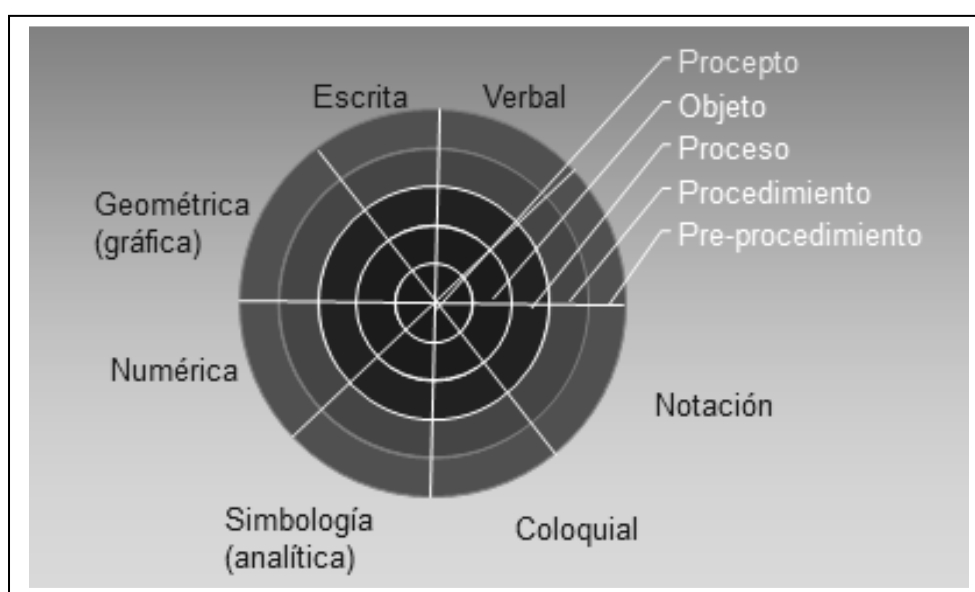 Escrita
Verbal
Procepto
Objeto
Proceso
Procedimiento
Pre-procedimiento
Geométrica
(gráfica)
Numérica
Notación
Simbología
(analítica)
Coloquial